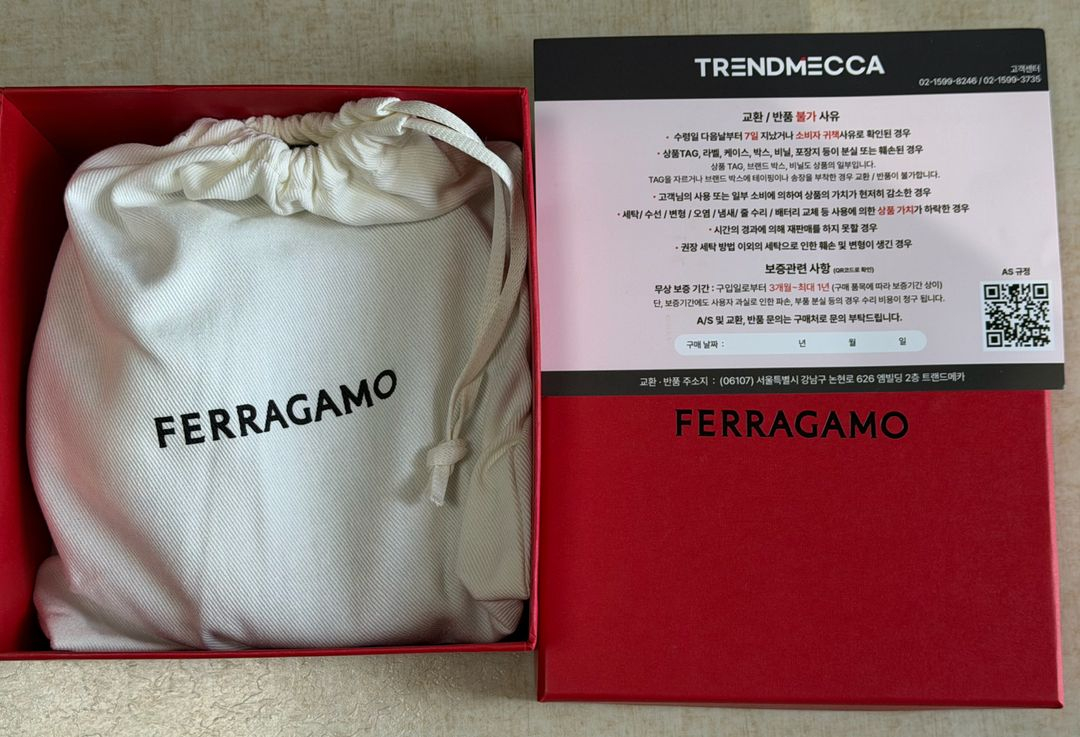 FERRAGAMO
TRENDMECCA
고객센터
02-1599-8246 / 02-1599-3735
교환 / 반품 불가 사유
• 수령일 다음날부터 7일 지났거나 소비자 귀책사유로 확인된 경우
• 상품TAG, 라벨, 케이스, 박스, 비닐, 포장지 등이 분실 또는 훼손된 경우
상품 TAG, 브랜드 박스, 비닐도 상품의 일부입니다.
TAG을 자르거나 브랜드 박스에 테이핑이나 송장을 부착한 경우 교환 / 반품이 불가합니다.
• 고객님의 사용 또는 일부 소비에 의하여 상품의 가치가 현저히 감소한 경우
• 세탁/ 수선 / 변형 / 오염 / 냄새/ 줄 수리 / 배터리 교체 등 사용에 의한 상품 가치가 하락한 경우
• 시간의 경과에 의해 재판매를 하지 못할 경우
• 권장 세탁 방법 이외의 세탁으로 인한 훼손 및 변형이 생긴 경우
보증관련 사항 (QR코드로 확인)
무상 보증 기간 : 구입일로부터 3개월~최대 1년 (구매 품목에 따라 보증기간 상이)
단, 보증기간에도 사용자 과실로 인한 파손, 부품 분실 등의 경우 수리 비용이 청구 됩니다.
A/S 및 교환, 반품 문의는 구매처로 문의 부탁드립니다.
AS 규정
구매 날짜 : 년 월 일
교환 · 반품 주소지 : (06107) 서울특별시 강남구 논현로 626 엠빌딩 2층 트랜드메카
FERRAGAMO